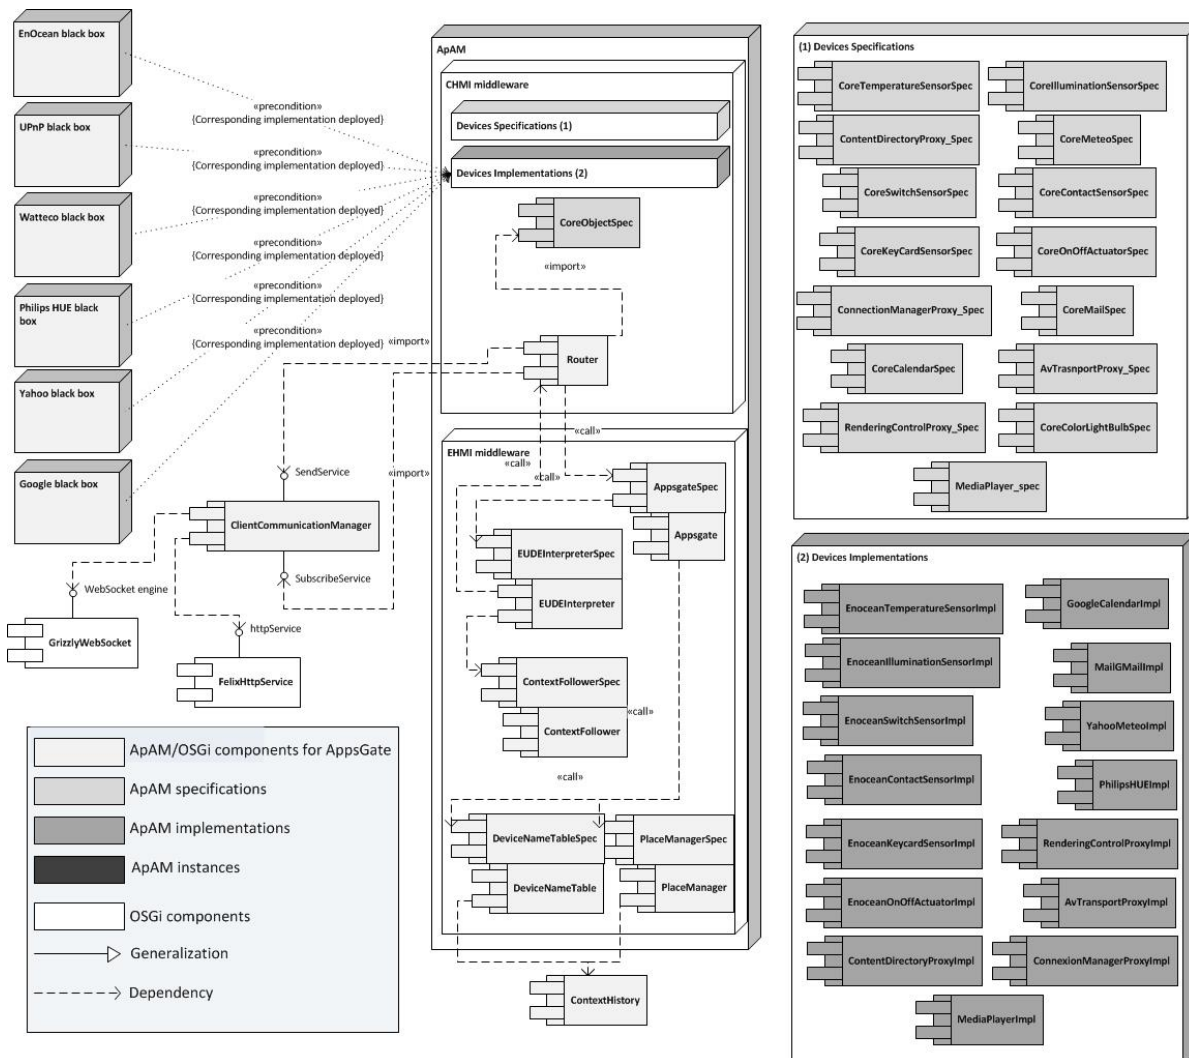 EnOcean black box
UPnP black box
Watteco black box
Philips HUE black
box
Yahoo black box
Google black box
«precondition»
{Corresponding implementation deployed}
«precondition»
{Corresponding implementation deployed}
«precondition»
{Corresponding implementation deployed}
«precondition»
{Corresponding implementation deployed}
«precondition»
{Corresponding implementation deployed}
«precondition»
{Corresponding implementation deployed}
ApAM
CHMI middleware
Devices Specifications (1)
Devices Implementations (2)
CoreObjectSpec
«import»
«import»
Router
«call»
EHMI middleware
«call»
«call»
«import»
SendService
ClientCommunicationManager
SubscribeService
WebSocket engine
GrizzlyWebSocket
httpService
FelixHttpService
AppsgateSpec
Appsgate
EUDEInterpreterSpec
EUDEInterpreter
ContextFollowerSpec
«call»
ContextFollower
«call»
DeviceNameTableSpec
PlaceManagerSpec
DeviceNameTable
PlaceManager
ContextHistory
ApAM/OSGi components for AppsGate
ApAM specifications
ApAM implementations
ApAM instances
OSGi components
Generalization
Dependency
(1) Devices Specifications
CoreTemperatureSensorSpec
CoreIlluminationSensorSpec
ContentDirectoryProxy_Spec
CoreMeteoSpec
CoreSwitchSensorSpec
CoreContactSensorSpec
CoreKeyCardSensorSpec
CoreOnOffActuatorSpec
ConnectionManagerProxy_Spec
CoreMailSpec
CoreCalendarSpec
AvTrasnportProxy_Spec
RenderingControlProxy_Spec
CoreColorLightBulbSpec
MediaPlayer_spec
(2) Devices Implementations
EnoceanTemperatureSensorImpl
GoogleCalendarImpl
EnoceanIlluminationSensorImpl
MailGMailImpl
EnoceanSwitchSensorImpl
YahooMeteoImpl
EnoceanContactSensorImpl
PhilipsHUEImpl
EnoceanKeycardSensorImpl
RenderingControlProxyImpl
EnoceanOnOffActuatorImpl
AvTransportProxyImpl
ContentDirectoryProxyImpl
ConnexionManagerProxyImpl
MediaPlayerImpl